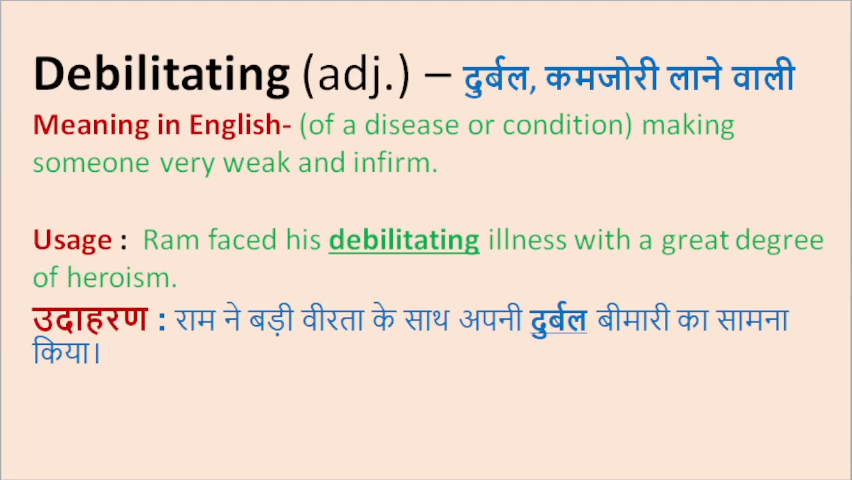 Debilitating (adj.) – दुर्बल, कमजोरी लाने वाली
Meaning in English- (of a disease or condition) making
someone very weak and infirm.
Usage : Ram faced his debilitating illness with a great degree
of heroism.
उदाहरण : राम ने बड़ी वीरता के साथ अपनी दुर्बल बीमारी का सामना
किया।